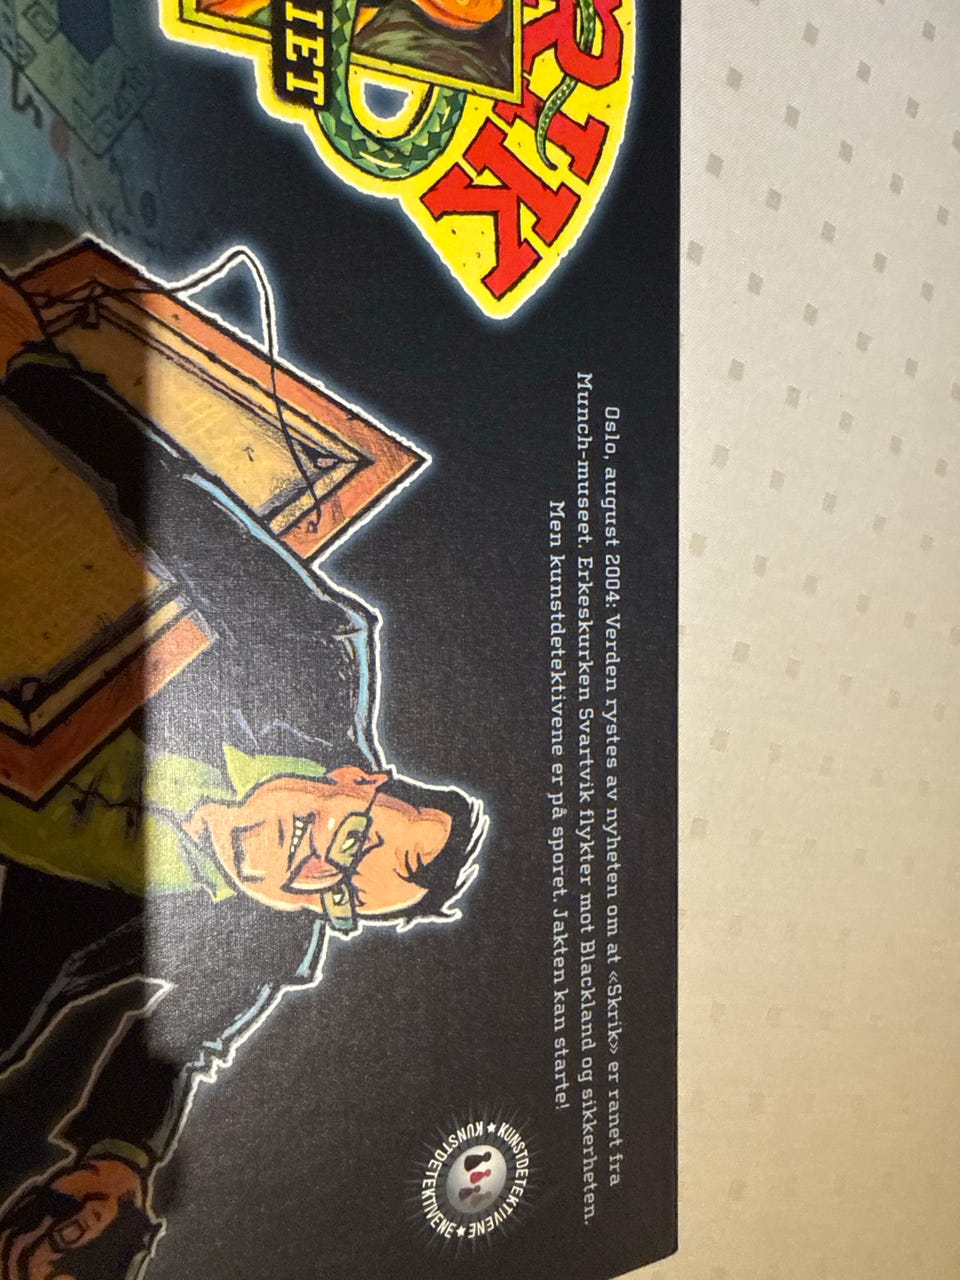 RK
IET
Oslo, august 2004: Verden rystes av nyheten om at «Skrik» er ranet fra
Munch-museet. Erkeskurken Svartvik flykter mot Blackland og sikkerheten.
Men kunstdetektivene er på sporet. Jakten kan starte!
KUNSTDETEKTIVENE ★ KUNSTDETEKTIVENE ★